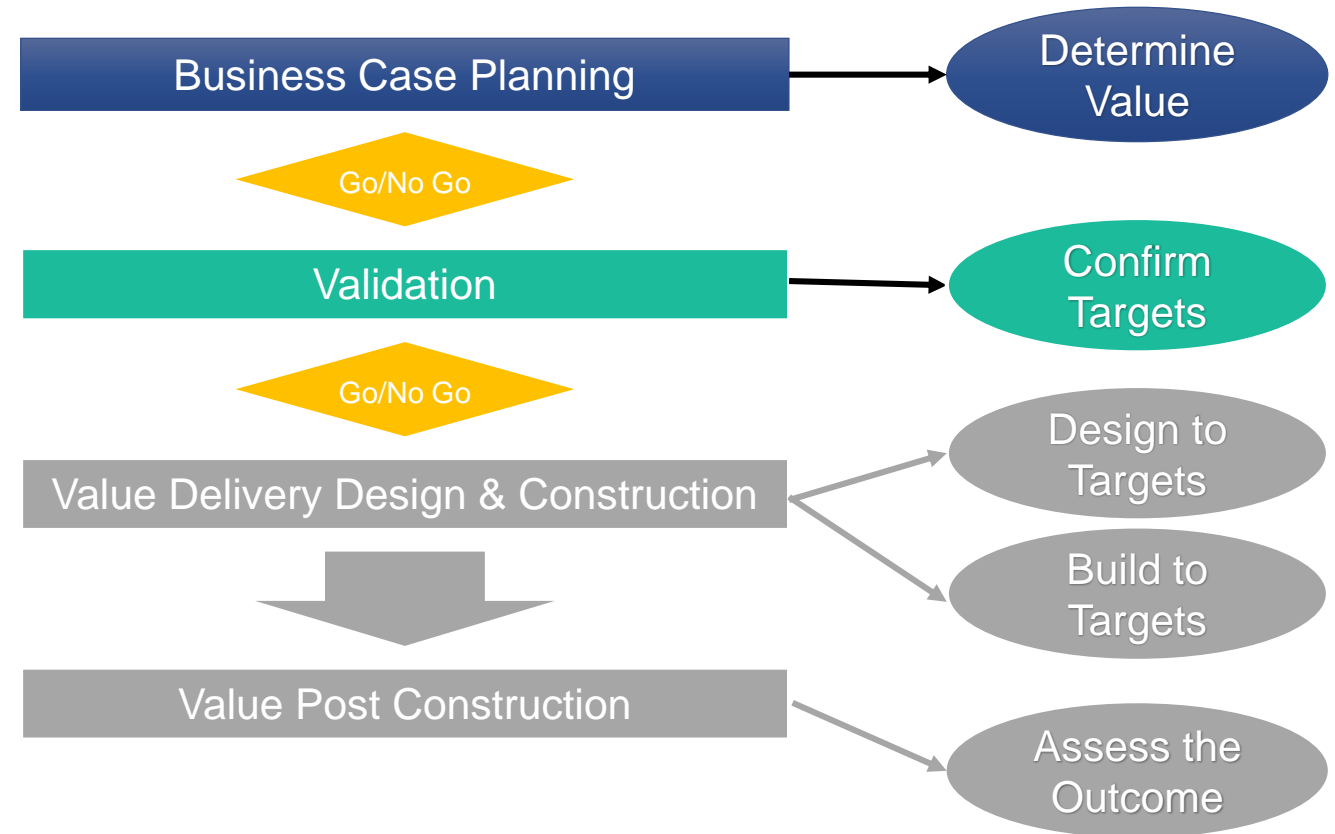 Business Case Planning
Determine
Value
Go/No Go
Validation
Confirm
Targets
Go/No Go
Value Delivery Design & Construction
Design to
Targets
Build to
Targets
Value Post Construction
Assess the
Outcome